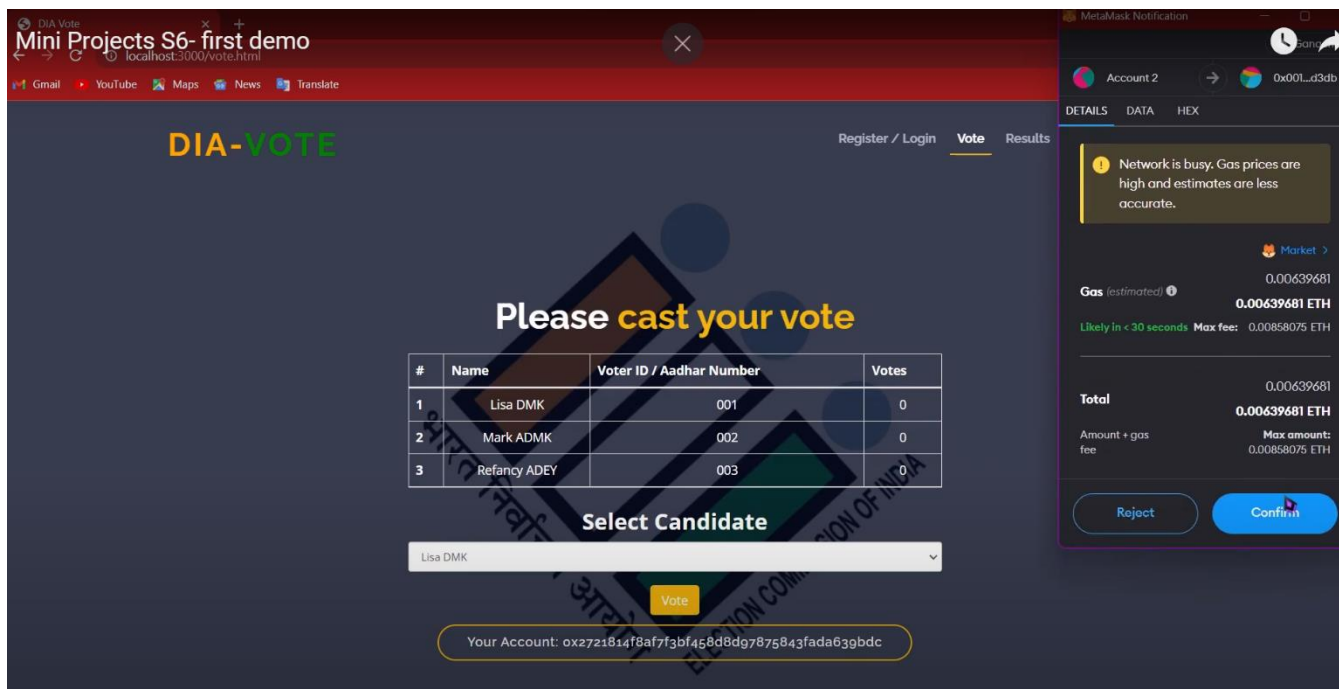 DIA Vote
Mini Projects S6- first demo
localhost:3000/vote.html
Gmail YouTube Maps News Translate
DIA-VOTE
Register / Login Vote Results
Please cast your vote
# Name Voter ID / Aadhar Number Votes
1 Lisa DMK 001 0
2 Mark ADMK 002 0
3 Refancy ADEY 003 0
Select Candidate
Lisa DMK
Vote
Your Account: 0x2721814f8af7f3bf458d8d97875843fada639bdc
भारत निर्वाचन आयोग
ELECTION COMMISSION OF INDIA
MetaMask Notification
Account 2 0x001...d3db
DETAILS DATA HEX
Network is busy. Gas prices are
high and estimates are less
accurate.
Market >
0.00639681
Gas (estimated) 0.00639681 ETH
Likely in < 30 seconds Max fee: 0.00858075 ETH
0.00639681
Total 0.00639681 ETH
Amount + gas fee Max amount: 0.00858075 ETH
Reject Confirm